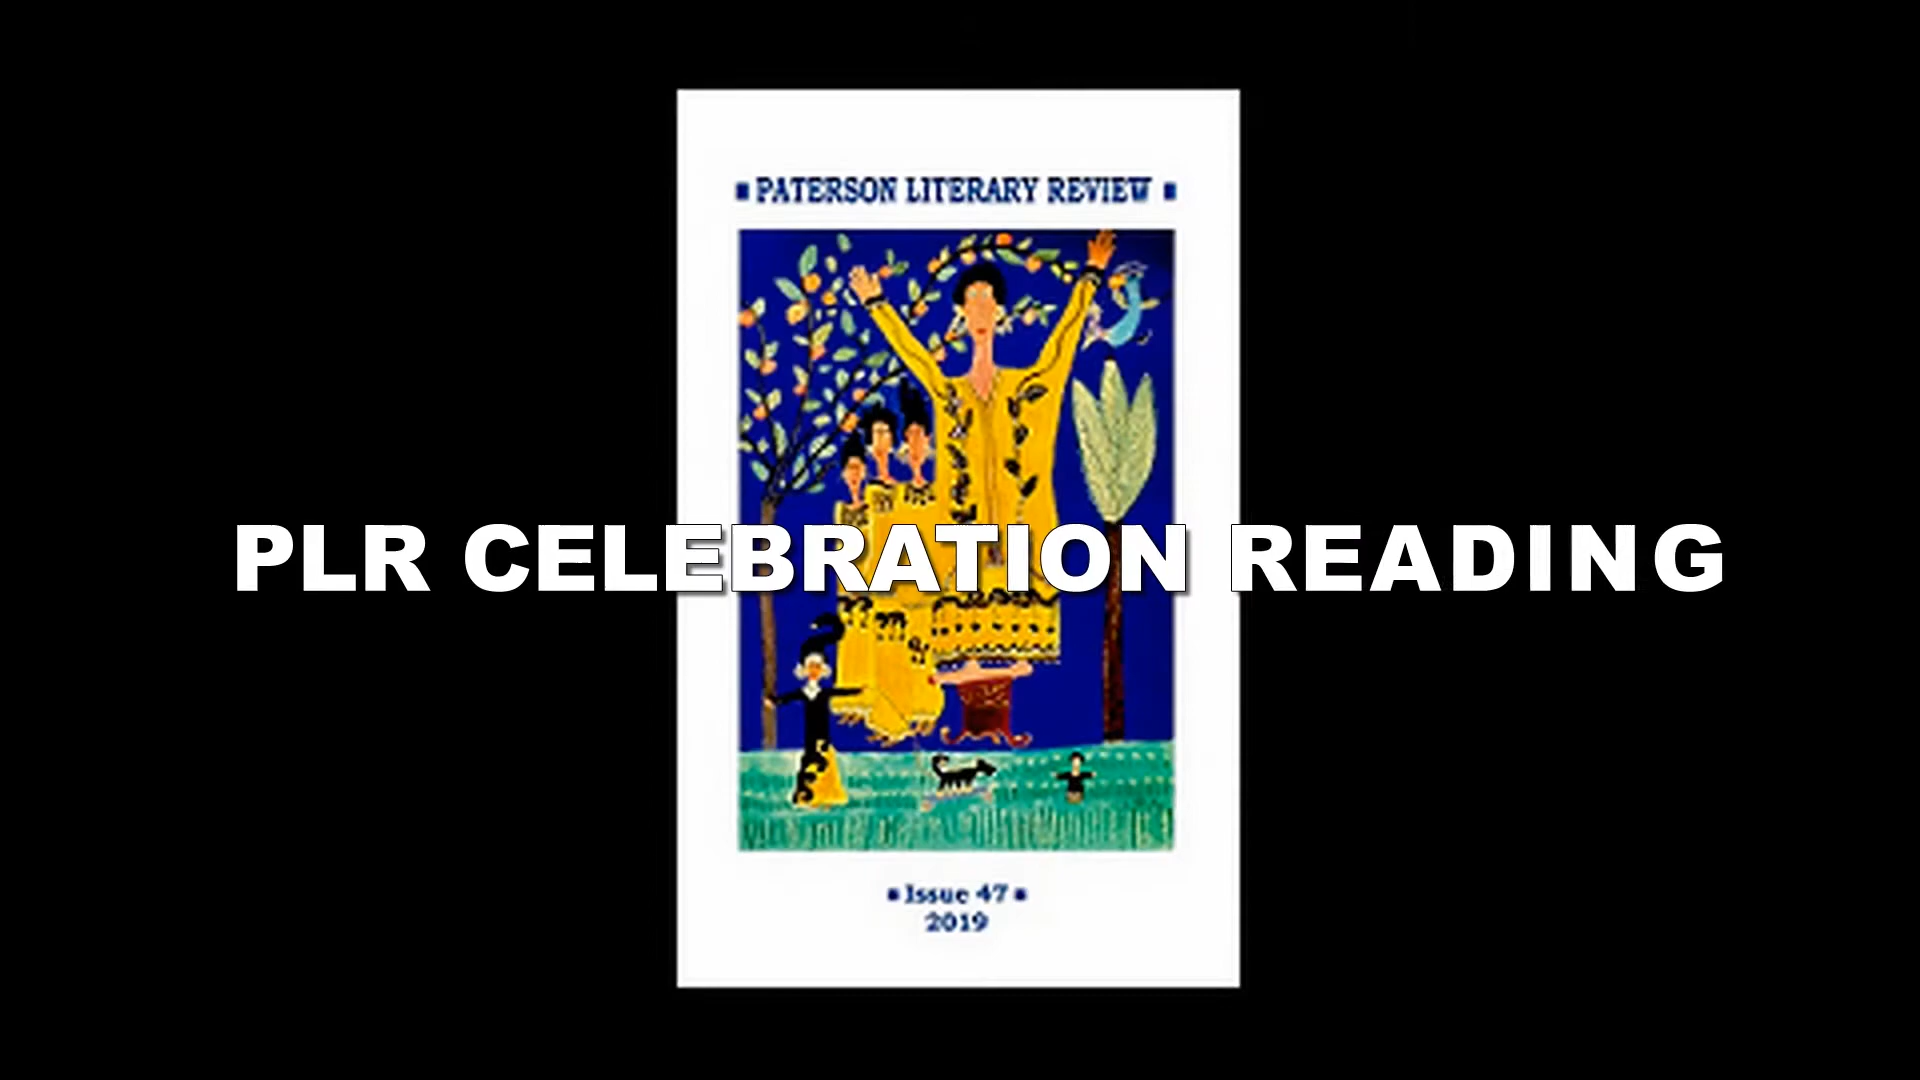 PATERSON LITERARY REVIEW
PLR CELEBRATION READING
Issue 47
2019